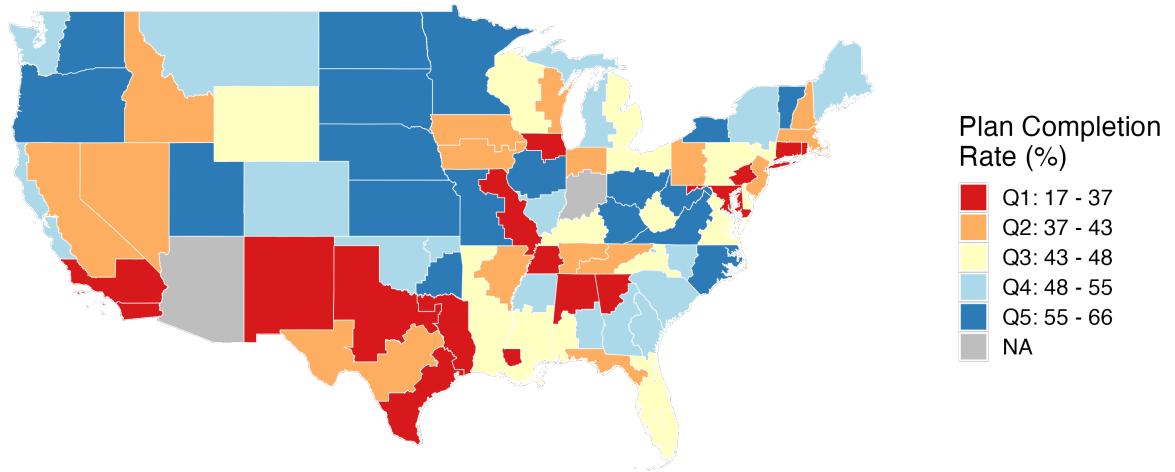 Plan Completion
Rate (%)
Q1: 17 - 37
Q2: 37 - 43
Q3: 43 - 48
Q4: 48 - 55
Q5: 55 - 66
NA